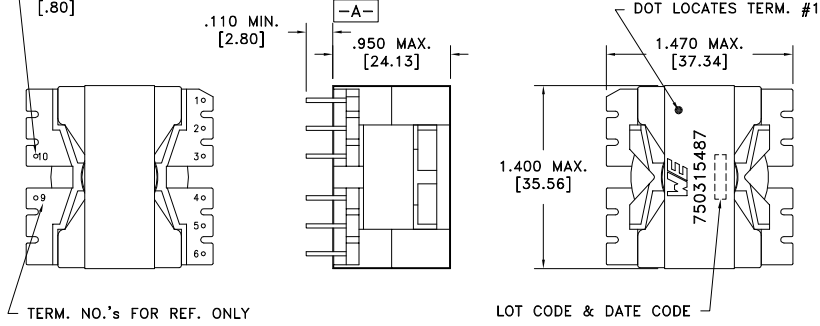 [.80]
.110 MIN.
[2.80]
-A-
.950 MAX.
[24.13]
DOT LOCATES TERM. #1
1.470 MAX.
[37.34]
1
2
3
10
9
4
5
6
1.400 MAX.
[35.56]
WE
750315487
TERM. NO.'s FOR REF. ONLY
LOT CODE & DATE CODE